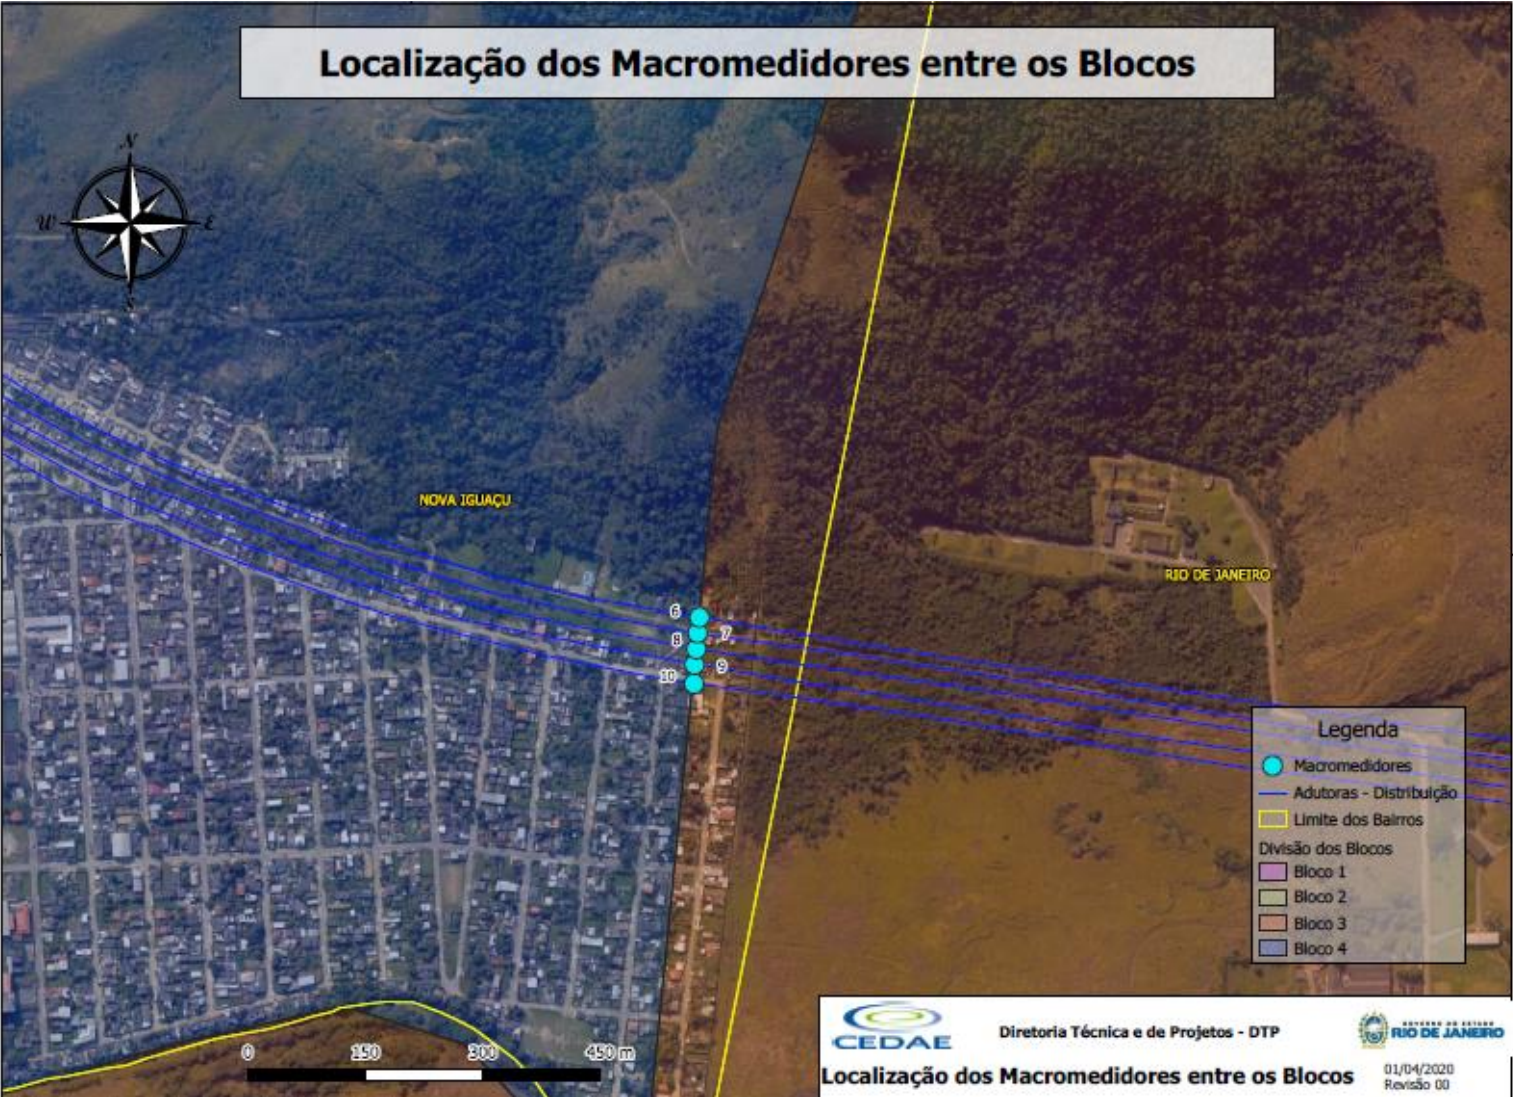 Localização dos Macromedidores entre os Blocos
N
W
E
S
NOVA IGUAÇU
RIO DE JANEIRO
6
7
8
9
10
Legenda
Macromedidores
Adutoras - Distribuição
Limite dos Bairros
Divisão dos Blocos
Bloco 1
Bloco 2
Bloco 3
Bloco 4
0 150 300 450 m
CEDAE
Diretoria Técnica e de Projetos - DTP
GOVERNO DO ESTADO
RIO DE JANEIRO
Localização dos Macromedidores entre os Blocos
01/04/2020
Revisão 00